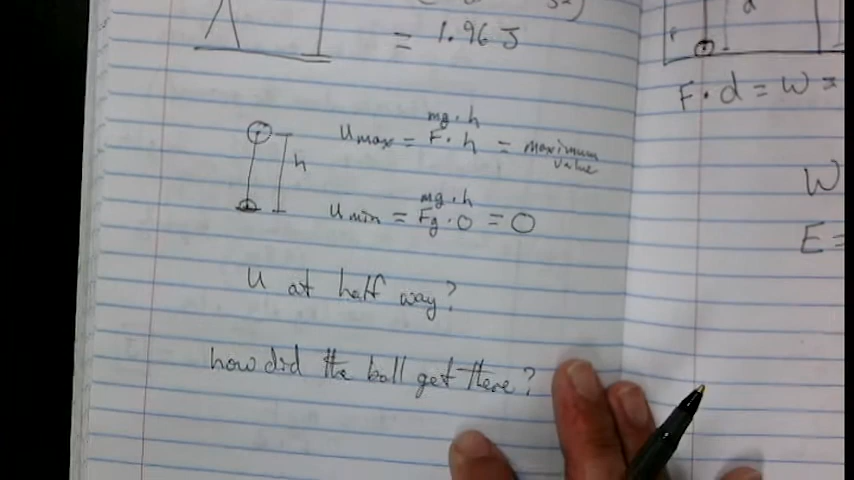 = 1.96 J
mg·h
Umax = F·h = maximum value
h
mg·h
Umin = Fg·0 = 0
U at half way?
how did the ball get there?
d
F·d = W =
W
E =